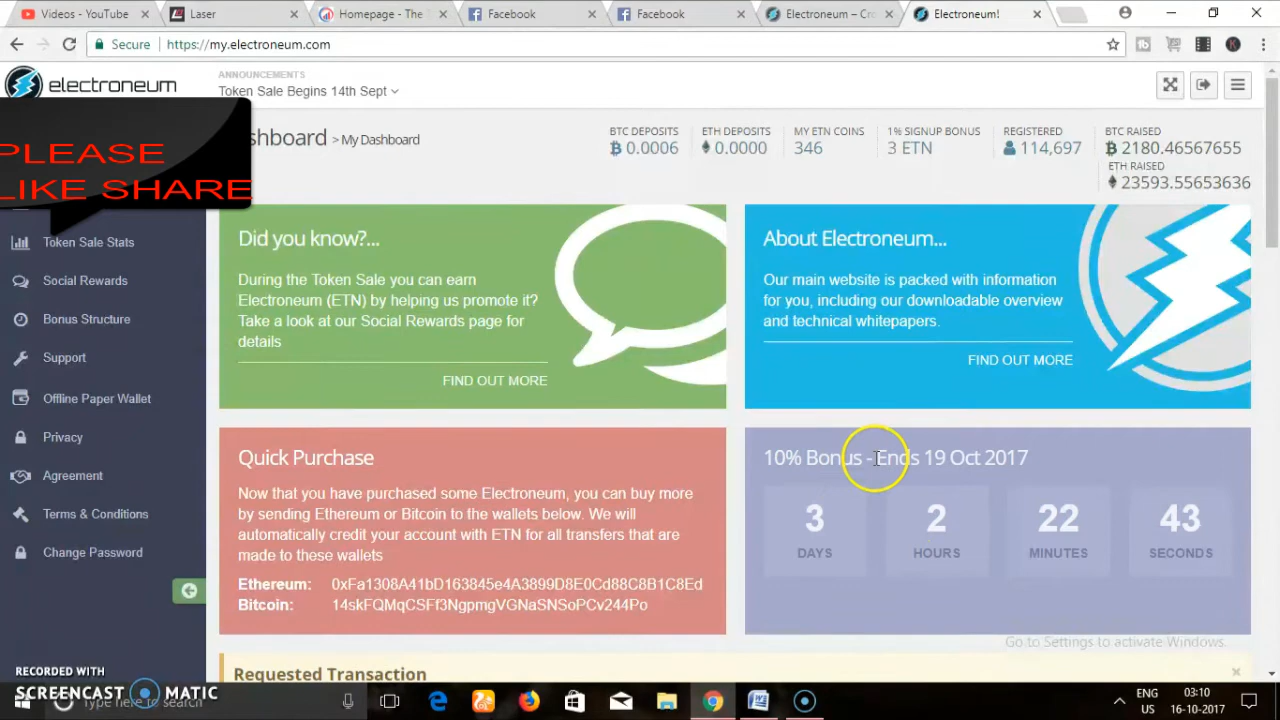 Videos - YouTube
Laser
Homepage - The T
Facebook
Facebook
Electroneum – Cro
Electroneum!
Secure
https://my.electroneum.com
electroneum
ANNOUNCEMENTS
Token Sale Begins 14th Sept
PLEASE
LIKE SHARE
shboard > My Dashboard
BTC DEPOSITS
0.0006
ETH DEPOSITS
0.0000
MY ETN COINS
346
1% SIGNUP BONUS
3 ETN
REGISTERED
114,697
BTC RAISED
2180.46567655
ETH RAISED
23593.55653636
Token Sale Stats
Social Rewards
Bonus Structure
Support
Offline Paper Wallet
Privacy
Agreement
Terms & Conditions
Change Password
Did you know?...
During the Token Sale you can earn
Electroneum (ETN) by helping us promote it?
Take a look at our Social Rewards page for
details
FIND OUT MORE
About Electroneum...
Our main website is packed with information
for you, including our downloadable overview
and technical whitepapers.
FIND OUT MORE
Quick Purchase
Now that you have purchased some Electroneum, you can buy more
by sending Ethereum or Bitcoin to the wallets below. We will
automatically credit your account with ETN for all transfers that are
made to these wallets
Ethereum: 0xFa1308A41bD163845e4A3899D8E0Cd88C8B1C8Ed
Bitcoin: 14skFQMqCSFf3NgpmgVGNaSNSoPCv244Po
10% Bonus - Ends 19 Oct 2017
3 2 22 43
DAYS HOURS MINUTES SECONDS
Go to Settings to activate Windows.
Requested Transaction
RECORDED WITH
SCREENCAST MATIC
Type here to search
ENG
US
03:10
16-10-2017